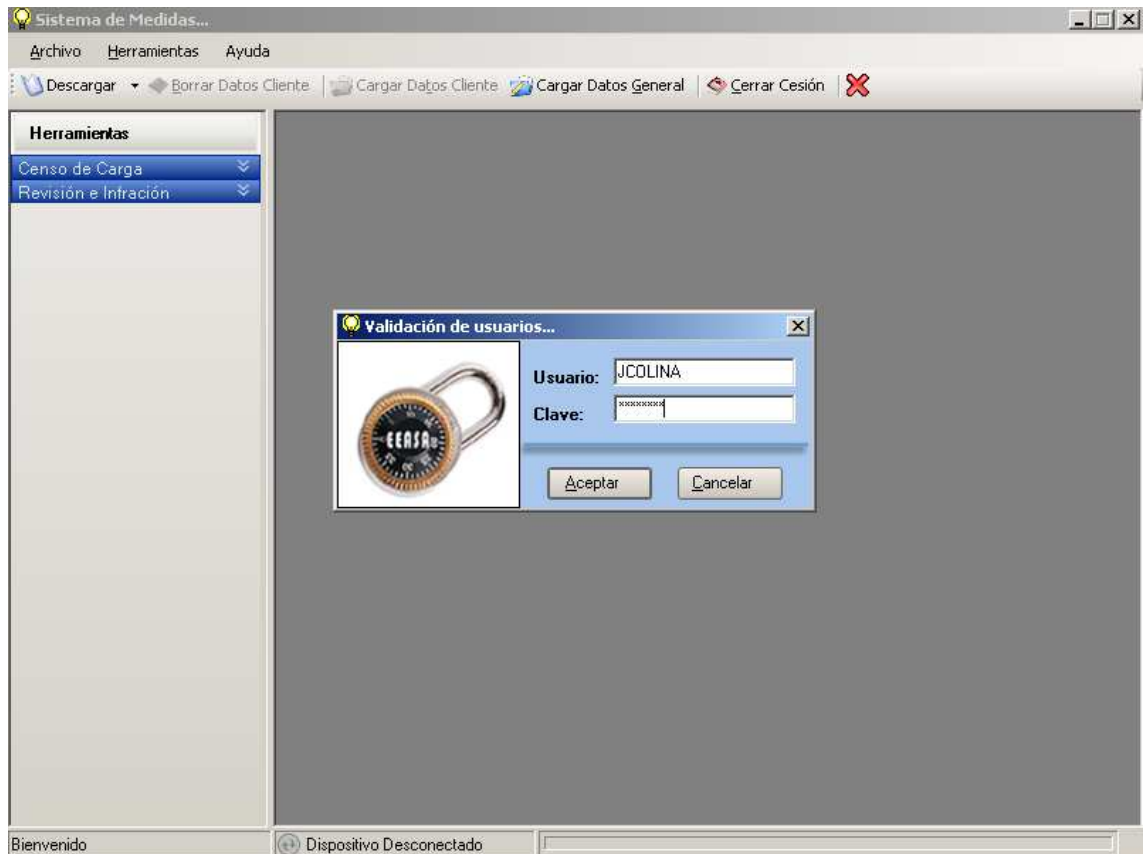 Sistema de Medidas...
Archivo Herramientas Ayuda
Descargar Borrar Datos Cliente Cargar Datos Cliente Cargar Datos General Cerrar Cesión
Herramientas
Censo de Carga
Revisión e Infración
Validación de usuarios...
Usuario: JCOLINA
Clave: ********
EEASA
Aceptar Cancelar
Bienvenido Dispositivo Desconectado